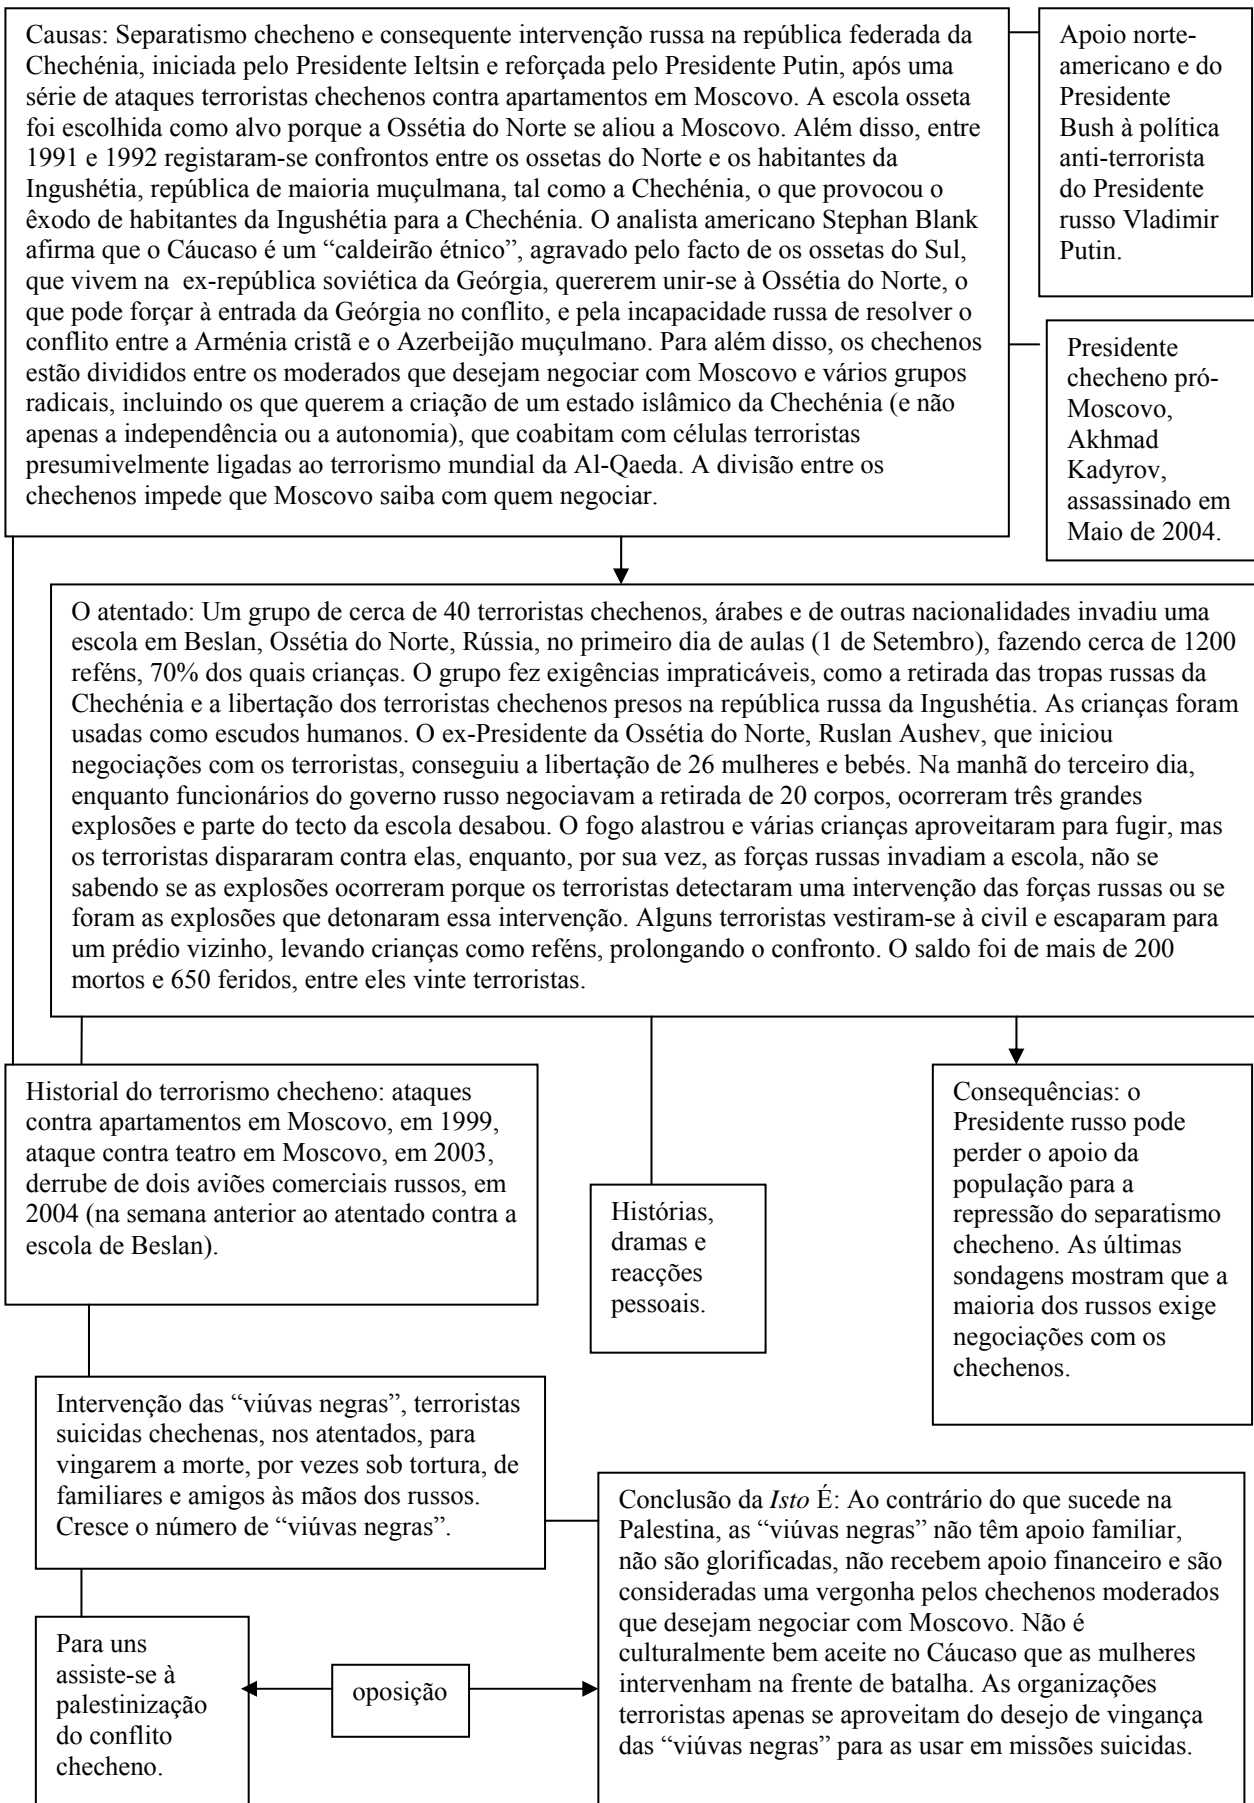 Causas: Separatismo checheno e consequente intervenção russa na república federada da
Chechénia, iniciada pelo Presidente Ieltsin e reforçada pelo Presidente Putin, após uma
série de ataques terroristas chechenos contra apartamentos em Moscovo. A escola osseta
foi escolhida como alvo porque a Ossétia do Norte se aliou a Moscovo. Além disso, entre
1991 e 1992 registaram-se confrontos entre os ossetas do Norte e os habitantes da
Ingushétia, república de maioria muçulmana, tal como a Chechénia, o que provocou o
êxodo de habitantes da Ingushétia para a Chechénia. O analista americano Stephan Blank
afirma que o Cáucaso é um “caldeirão étnico”, agravado pelo facto de os ossetas do Sul,
que vivem na ex-república soviética da Geórgia, quererem unir-se à Ossétia do Norte, o
que pode forçar à entrada da Geórgia no conflito, e pela incapacidade russa de resolver o
conflito entre a Arménia cristã e o Azerbeijão muçulmano. Para além disso, os chechenos
estão divididos entre os moderados que desejam negociar com Moscovo e vários grupos
radicais, incluindo os que querem a criação de um estado islâmico da Chechénia (e não
apenas a independência ou a autonomia), que coabitam com células terroristas
presumivelmente ligadas ao terrorismo mundial da Al-Qaeda. A divisão entre os
chechenos impede que Moscovo saiba com quem negociar.
Apoio norte-
americano e do
Presidente
Bush à política
anti-terrorista
do Presidente
russo Vladimir
Putin.
Presidente
checheno pró-
Moscovo,
Akhmad
Kadyrov,
assassinado em
Maio de 2004.
O atentado: Um grupo de cerca de 40 terroristas chechenos, árabes e de outras nacionalidades invadiu uma
escola em Beslan, Ossétia do Norte, Rússia, no primeiro dia de aulas (1 de Setembro), fazendo cerca de 1200
reféns, 70% dos quais crianças. O grupo fez exigências impraticáveis, como a retirada das tropas russas da
Chechénia e a libertação dos terroristas chechenos presos na república russa da Ingushétia. As crianças foram
usadas como escudos humanos. O ex-Presidente da Ossétia do Norte, Ruslan Aushev, que iniciou
negociações com os terroristas, conseguiu a libertação de 26 mulheres e bebés. Na manhã do terceiro dia,
enquanto funcionários do governo russo negociavam a retirada de 20 corpos, ocorreram três grandes
explosões e parte do tecto da escola desabou. O fogo alastrou e várias crianças aproveitaram para fugir, mas
os terroristas dispararam contra elas, enquanto, por sua vez, as forças russas invadiam a escola, não se
sabendo se as explosões ocorreram porque os terroristas detectaram uma intervenção das forças russas ou se
foram as explosões que detonaram essa intervenção. Alguns terroristas vestiram-se à civil e escaparam para
um prédio vizinho, levando crianças como reféns, prolongando o confronto. O saldo foi de mais de 200
mortos e 650 feridos, entre eles vinte terroristas.
Historial do terrorismo checheno: ataques
contra apartamentos em Moscovo, em 1999,
ataque contra teatro em Moscovo, em 2003,
derrube de dois aviões comerciais russos, em
2004 (na semana anterior ao atentado contra a
escola de Beslan).
Histórias,
dramas e
reacções
pessoais.
Consequências: o
Presidente russo pode
perder o apoio da
população para a
repressão do separatismo
checheno. As últimas
sondagens mostram que a
maioria dos russos exige
negociações com os
chechenos.
Intervenção das “viúvas negras”, terroristas
suicidas chechenas, nos atentados, para
vingarem a morte, por vezes sob tortura, de
familiares e amigos às mãos dos russos.
Cresce o número de “viúvas negras”.
Conclusão da Isto É: Ao contrário do que sucede na
Palestina, as “viúvas negras” não têm apoio familiar,
não são glorificadas, não recebem apoio financeiro e são
consideradas uma vergonha pelos chechenos moderados
que desejam negociar com Moscovo. Não é
culturalmente bem aceite no Cáucaso que as mulheres
intervenham na frente de batalha. As organizações
terroristas apenas se aproveitam do desejo de vingança
das “viúvas negras” para as usar em missões suicidas.
Para uns
assiste-se à
palestinização
do conflito
checheno.
oposição